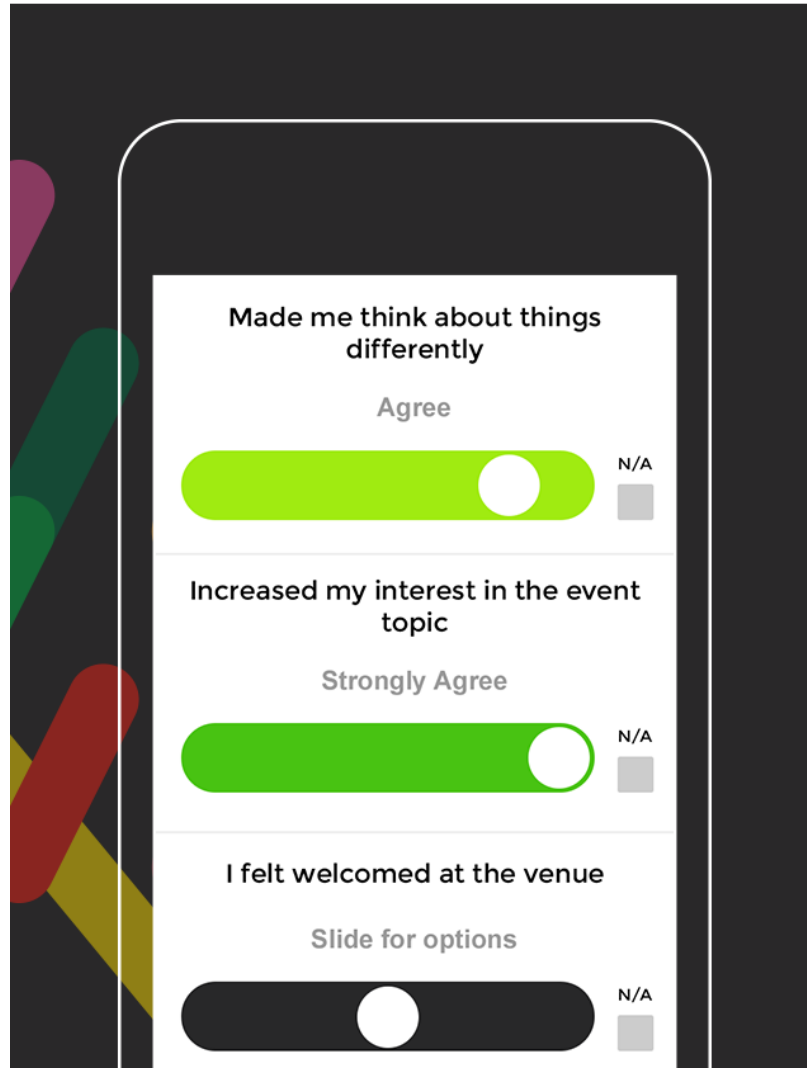 Made me think about things
differently
Agree
N/A
Increased my interest in the event
topic
Strongly Agree
N/A
I felt welcomed at the venue
Slide for options
N/A